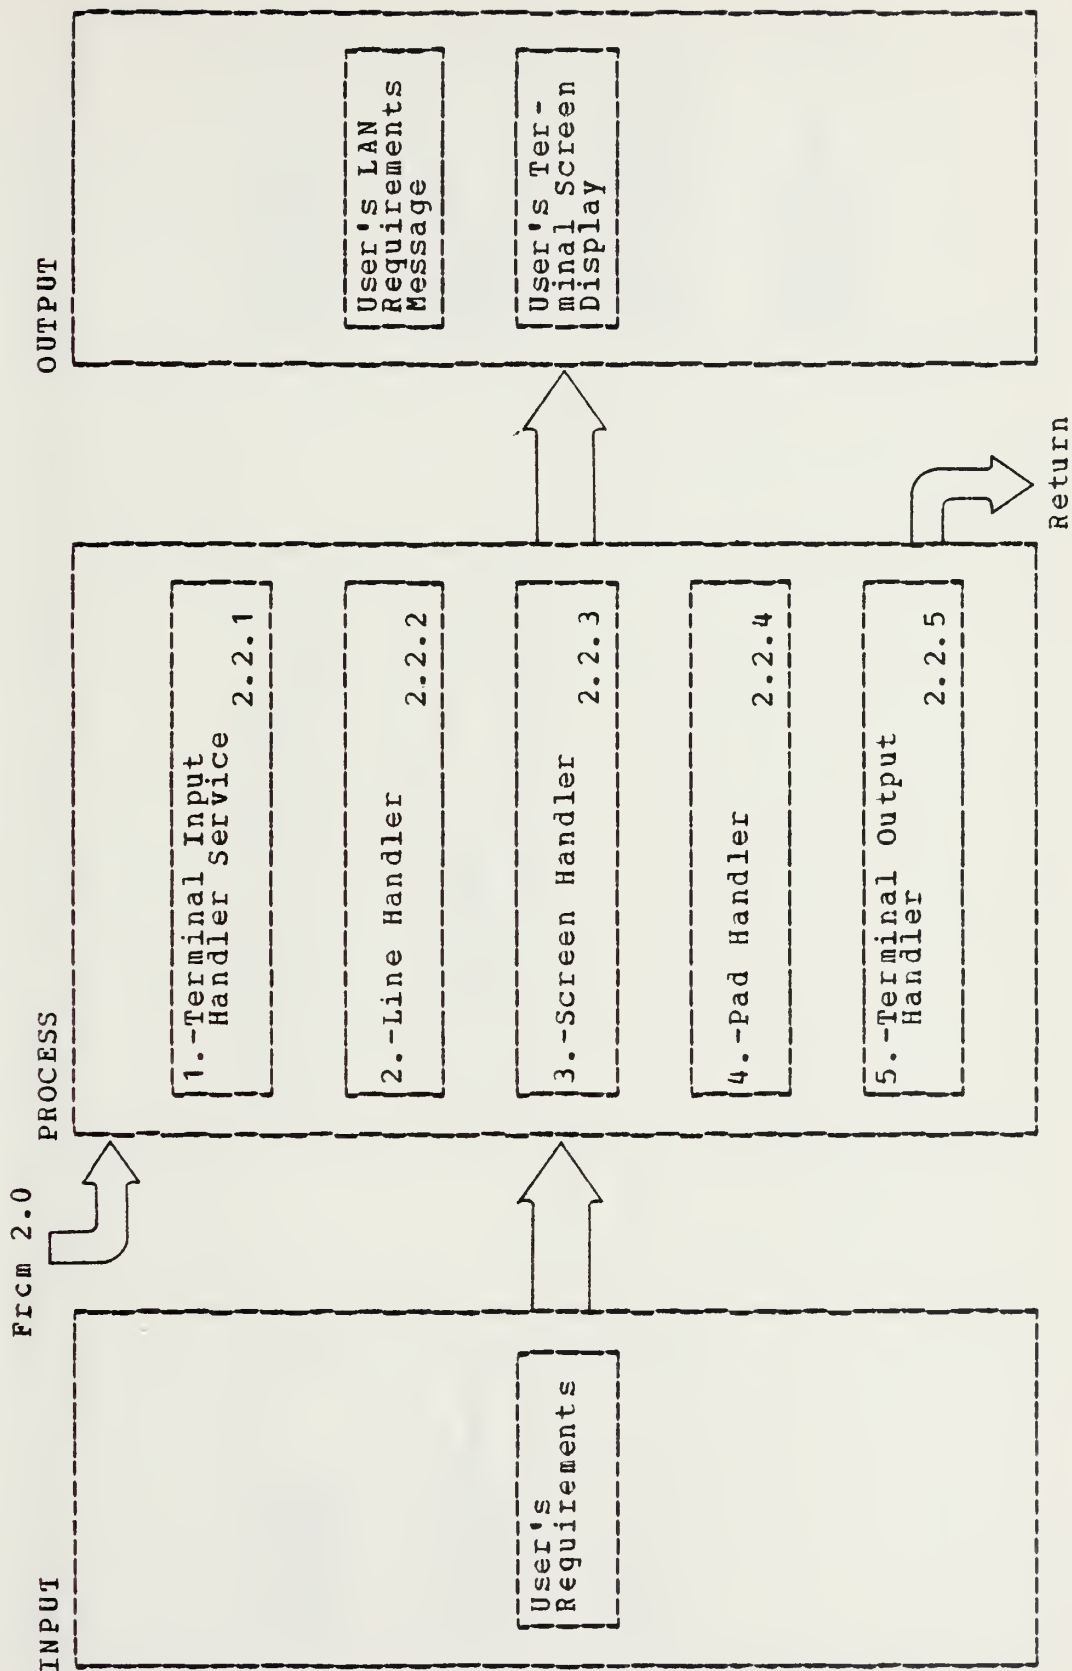 From 2.0
INPUT
User's
Requirements
PROCESS
1.-Terminal Input
Handler Service
2.2.1
2.-Line Handler
2.2.2
3.-Screen Handler
2.2.3
4.-Pad Handler
2.2.4
5.-Terminal Output
Handler
2.2.5
OUTPUT
User's LAN
Requirements
Message
User's Ter-
minal Screen
Display
Return